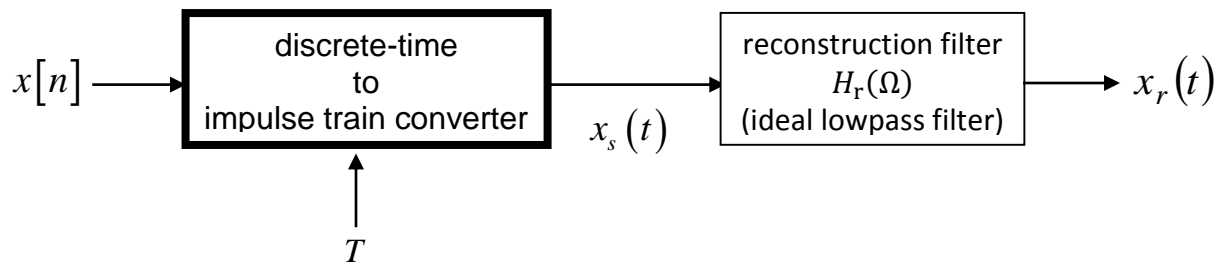 x[n]
discrete-time
to
impulse train converter
x_s(t)
reconstruction filter
H_r(Ω)
(ideal lowpass filter)
x_r(t)
T